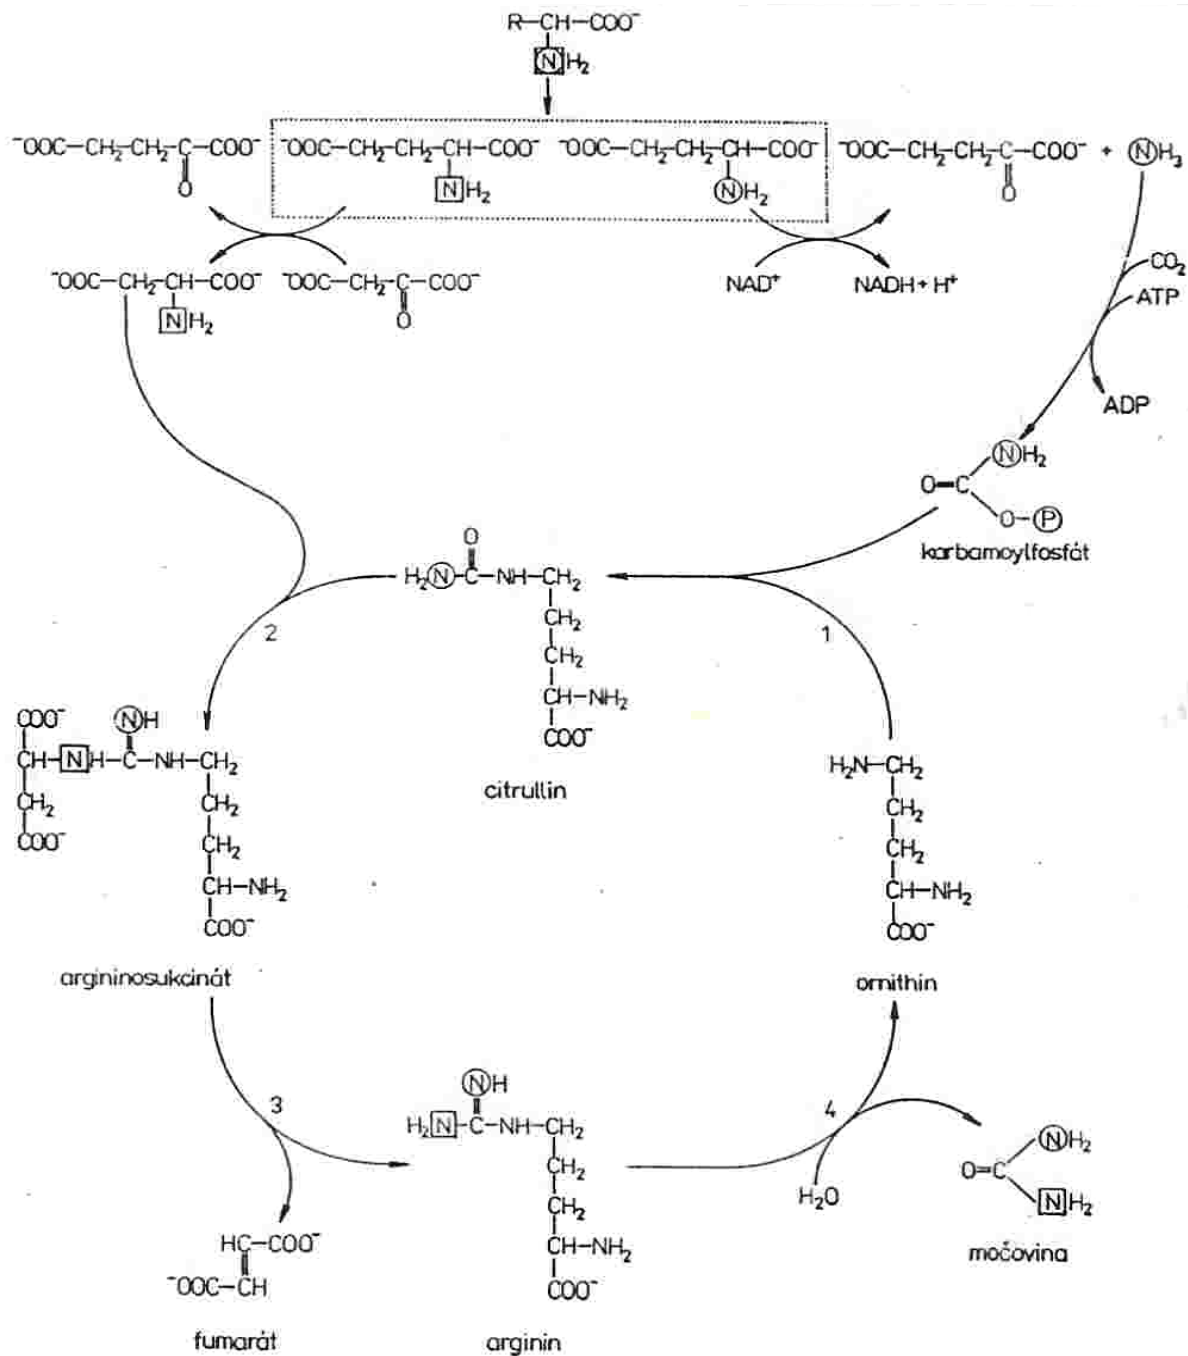 R–CH–COO⁻
NH₂
⁻OOC–CH₂–CH₂–C–COO⁻ ⁻OOC–CH₂–CH₂–CH–COO⁻ ⁻OOC–CH₂–CH₂–CH–COO⁻ ⁻OOC–CH₂–CH₂–C–COO⁻ + NH₃
O NH₂ NH₂ O
⁻OOC–CH₂–CH–COO⁻ ⁻OOC–CH₂–C–COO⁻ NAD⁺ NADH + H⁺ CO₂
NH₂ O ATP
ADP
NH₂
O=C
O–P
karbamoylfosfát
O
H₂N–C–NH–CH₂
CH₂
CH₂
CH–NH₂
COO⁻
citrullin
1
2
COO⁻ NH
CH–NH–C–NH–CH₂
CH₂ CH₂
COO⁻ CH₂
CH–NH₂
COO⁻
argininosukcinát
H₂N–CH₂
CH₂
CH₂
CH–NH₂
COO⁻
ornithin
3
NH
H₂N–C–NH–CH₂
CH₂
CH₂
CH–NH₂
COO⁻
arginin
4
H₂O
NH₂
O=C
NH₂
močovina
HC–COO⁻
⁻OOC–CH
fumarát